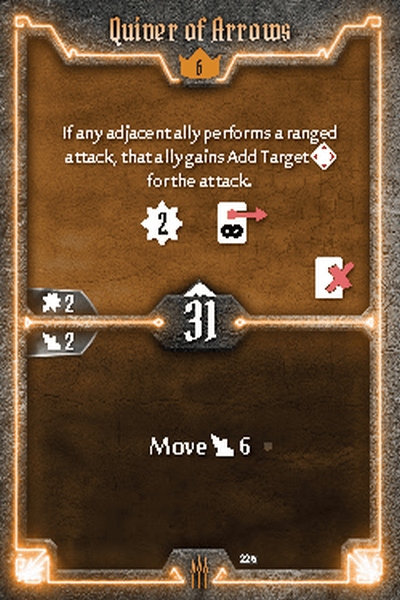 Quiver of Arrows
6
If any adjacent ally performs a ranged
attack, that ally gains Add Target
for the attack.
2
2
31
2
Move 6
226